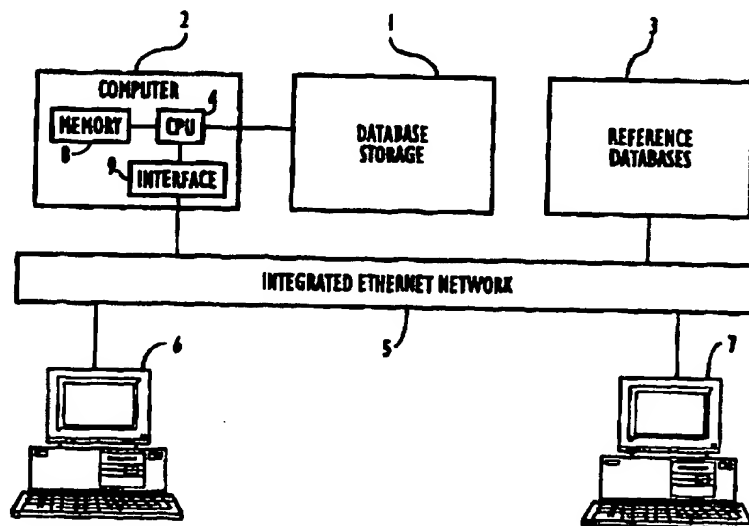 2
1
3
COMPUTER
MEMORY
CPU
4
8
9
INTERFACE
DATABASE
STORAGE
REFERENCE
DATABASES
INTEGRATED ETHERNET NETWORK
5
6
7